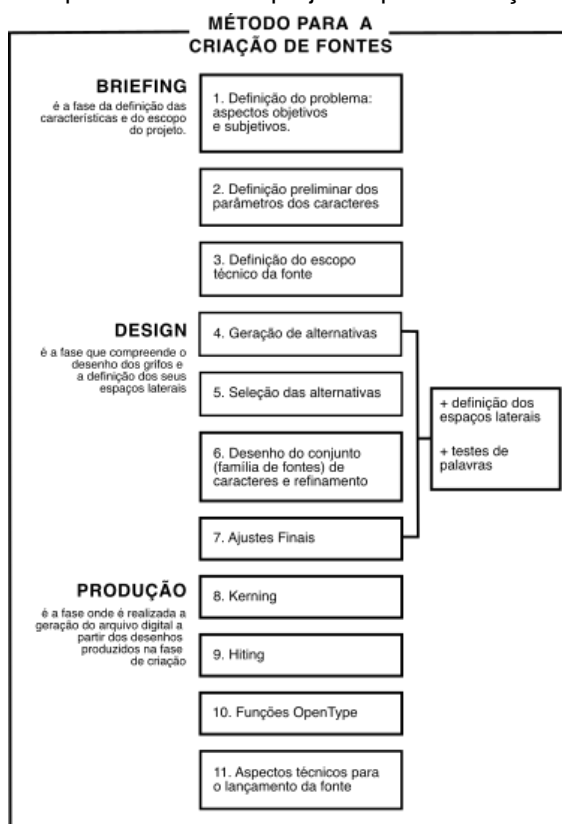 MÉTODO PARA A
CRIAÇÃO DE FONTES
BRIEFING
é a fase da definição das
características e do escopo
do projeto.
1. Definição do problema:
aspectos objetivos
e subjetivos.
2. Definição preliminar dos
parâmetros dos caracteres
3. Definição do escopo
técnico da fonte
DESIGN
é a fase que compreende o
desenho dos grifos e
a definição dos seus
espaços laterais
4. Geração de alternativas
5. Seleção das alternativas
6. Desenho do conjunto
(família de fontes) de
caracteres e refinamento
7. Ajustes Finais
+ definição dos
espaços laterais
+ testes de
palavras
PRODUÇÃO
é a fase onde é realizada a
geração do arquivo digital a
partir dos desenhos
produzidos na fase
de criação
8. Kerning
9. Hiting
10. Funções OpenType
11. Aspectos técnicos para
o lançamento da fonte